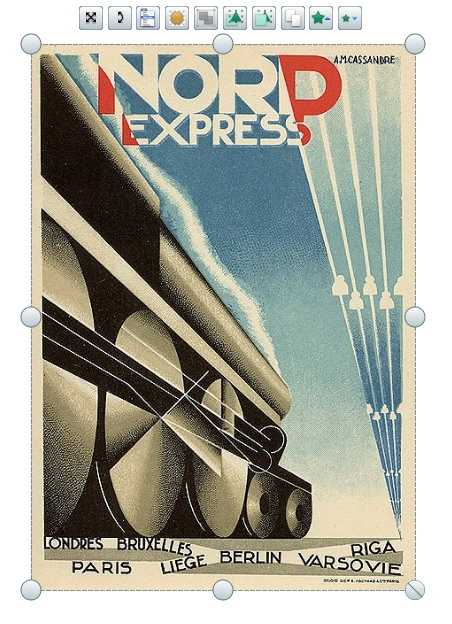 A.M.CASSANDRE
NORD
EXPRESS
LONDRES BRUXELLES RIGA
PARIS LIEGE BERLIN VARSOVIE